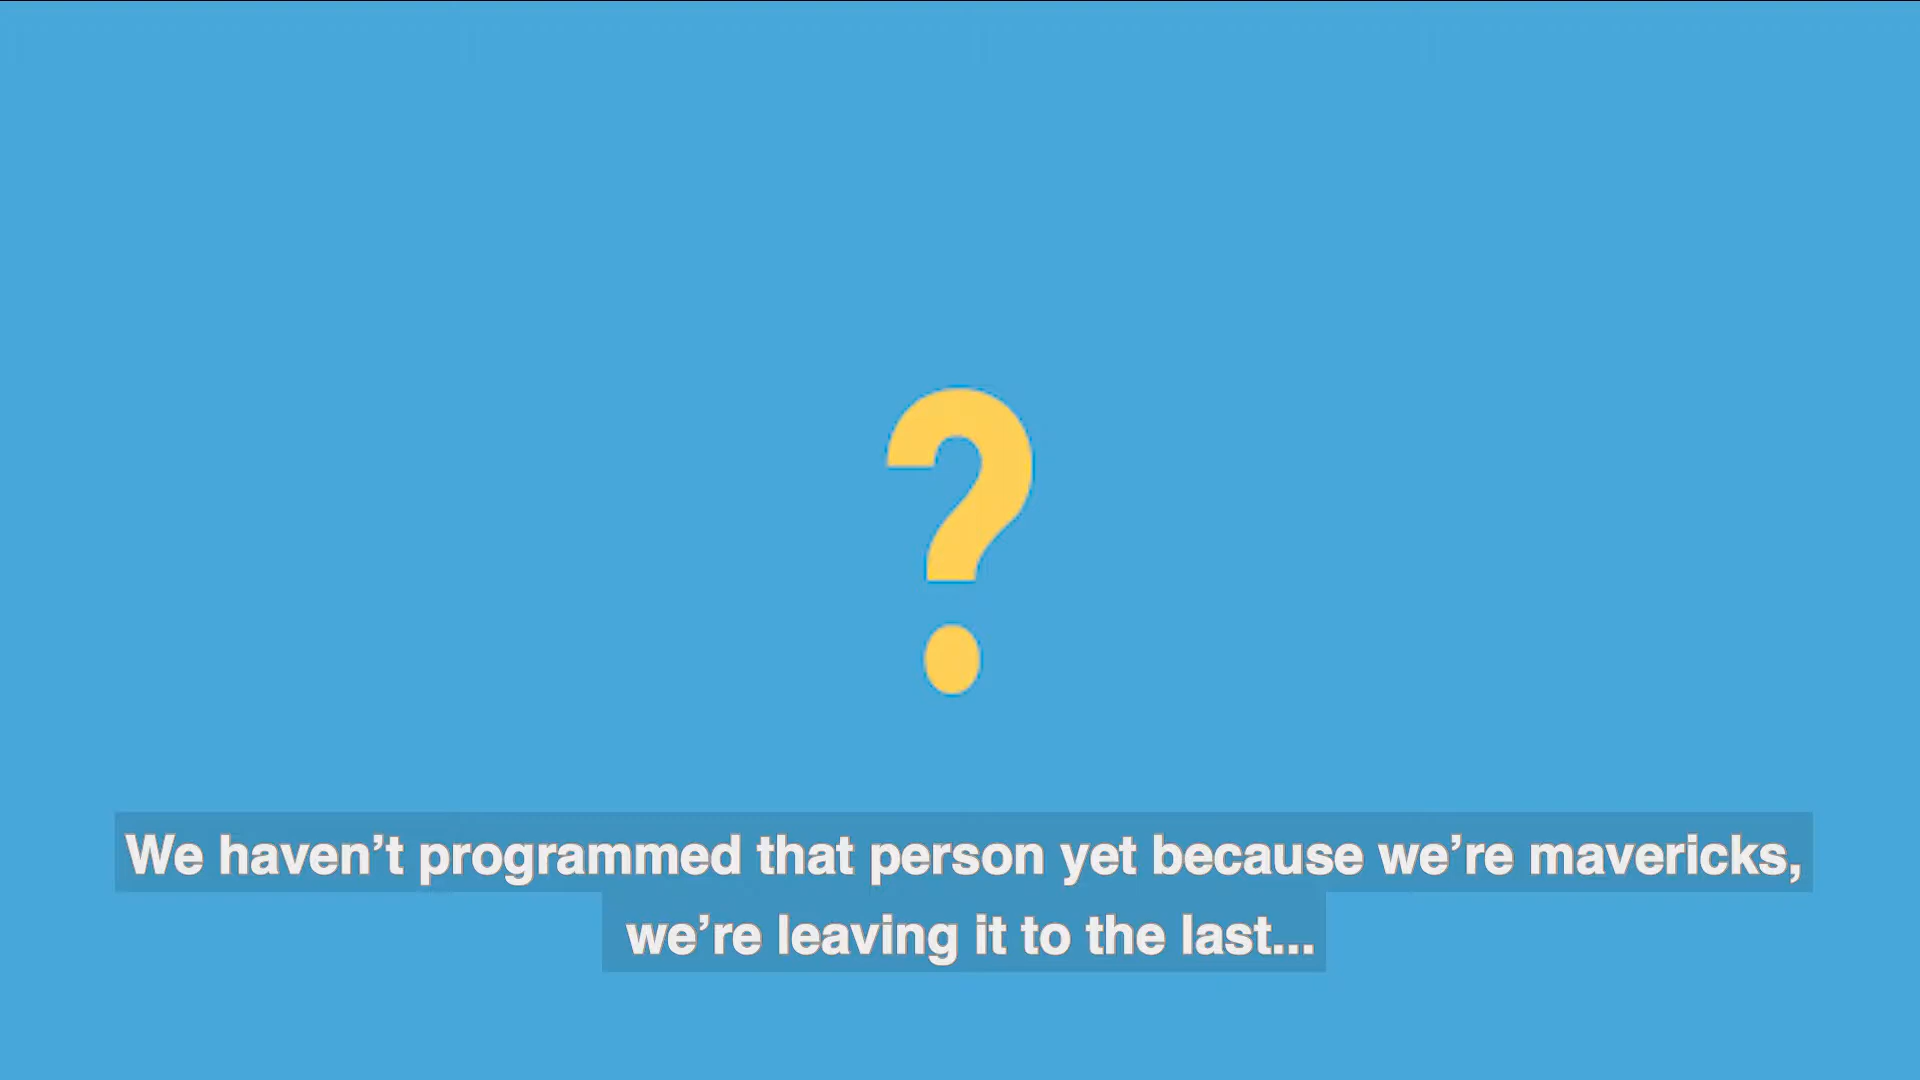 ?
We haven’t programmed that person yet because we’re mavericks,
we’re leaving it to the last...